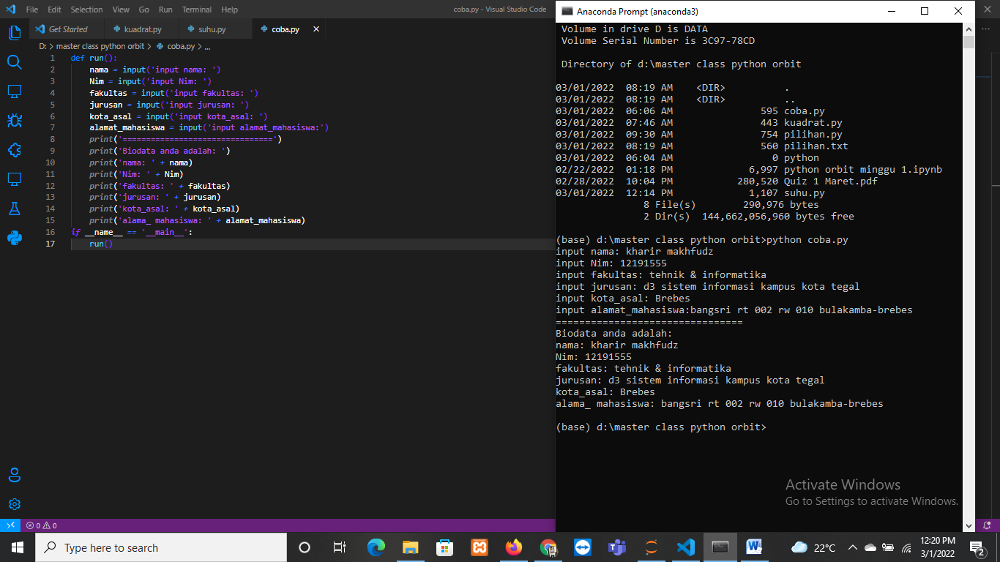 File Edit Selection View Go Run Terminal Help
coba.py - Visual Studio Code
Get Started kuadrat.py suhu.py coba.py
D: > master class python orbit > coba.py > ...
1 def run():
2 nama = input('input nama: ')
3 Nim = input('input Nim: ')
4 fakultas = input('input fakultas: ')
5 jurusan = input('input jurusan: ')
6 kota_asal = input('input kota_asal: ')
7 alamat_mahasiswa = input('input alamat_mahasiswa:')
8 print('================================')
9 print('Biodata anda adalah: ')
10 print('nama: ' + nama)
11 print('Nim: ' + Nim)
12 print('fakultas: ' + fakultas)
13 print('jurusan: ' + jurusan)
14 print('kota_asal: ' + kota_asal)
15 print('alama_ mahasiswa: ' + alamat_mahasiswa)
16 if __name__ == '__main__':
17 run()
0 0
Anaconda Prompt (anaconda3)
Volume in drive D is DATA
Volume Serial Number is 3C97-78CD
Directory of d:\master class python orbit
03/01/2022 08:19 AM <DIR> .
03/01/2022 08:19 AM <DIR> ..
03/01/2022 06:06 AM 595 coba.py
03/01/2022 07:46 AM 443 kuadrat.py
03/01/2022 09:30 AM 754 pilihan.py
03/01/2022 08:19 AM 560 pilihan.txt
03/01/2022 06:04 AM 0 python
02/22/2022 01:18 PM 6,997 python orbit minggu 1.ipynb
02/28/2022 10:04 PM 280,520 Quiz 1 Maret.pdf
03/01/2022 12:14 PM 1,107 suhu.py
8 File(s) 290,976 bytes
2 Dir(s) 144,662,056,960 bytes free
(base) d:\master class python orbit>python coba.py
input nama: kharir makhfudz
input Nim: 12191555
input fakultas: tehnik & informatika
input jurusan: d3 sistem informasi kampus kota tegal
input kota_asal: Brebes
input alamat_mahasiswa:bangsri rt 002 rw 010 bulakamba-brebes
================================
Biodata anda adalah:
nama: kharir makhfudz
Nim: 12191555
fakultas: tehnik & informatika
jurusan: d3 sistem informasi kampus kota tegal
kota_asal: Brebes
alama_ mahasiswa: bangsri rt 002 rw 010 bulakamba-brebes
(base) d:\master class python orbit>
Activate Windows
Go to Settings to activate Windows.
Type here to search
22°C
12:20 PM
3/1/2022
2